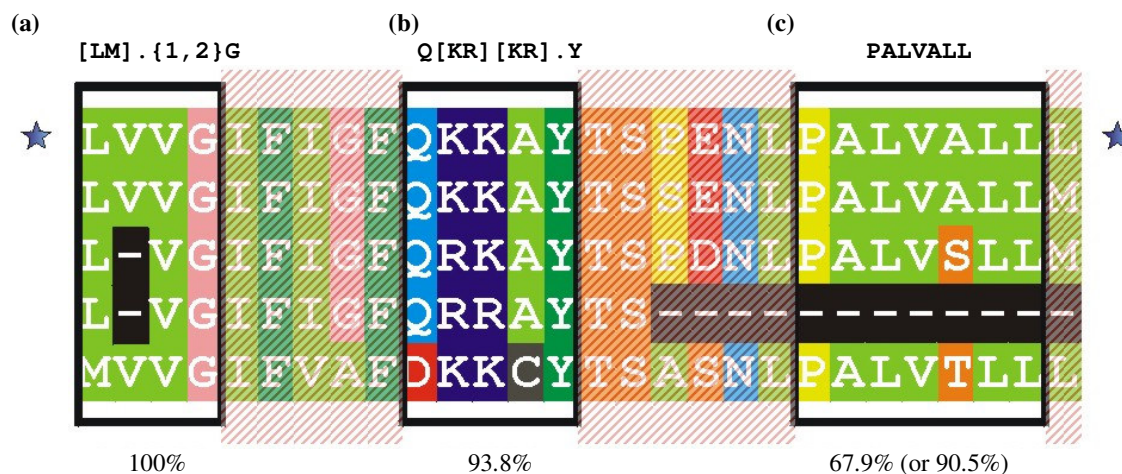 (a) (b) (c)
[LM].{1,2}G Q[KR][KR].Y PALVALL
LVVGIFIGFQKKAYTSPENLPALVALLL
LVVGIFIGFQKKAYTSSENLPALVALLM
L-VGIFIGFQRKAYTSPDNLPALVSLLM
L-VGIFIGFQRRAYTS------------
MVVGIFVAFDKKCYTSASNLPALVTLLL
100% 93.8% 67.9% (or 90.5%)